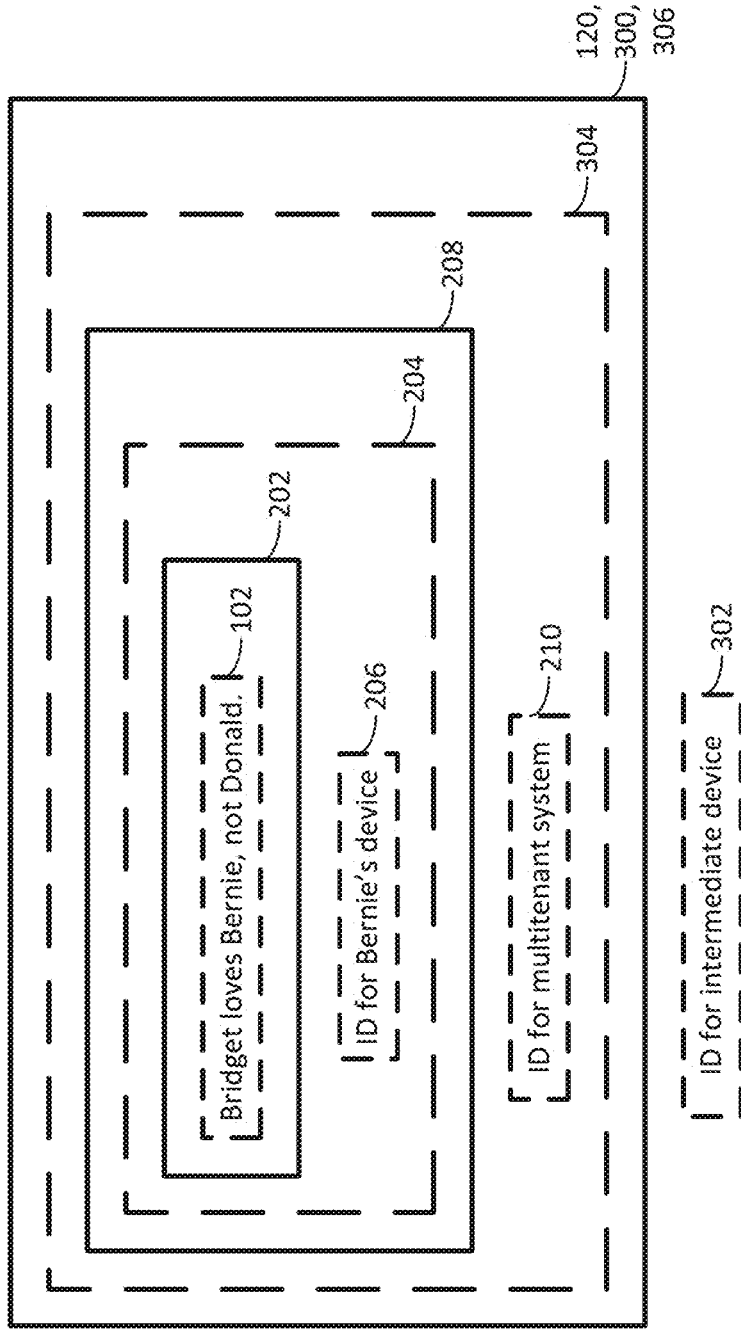 120,
300,
306
304
208
204
202
102
Bridget loves Bernie, not Donald.
206
ID for Bernie's device
210
ID for multitenant system
302
ID for intermediate device